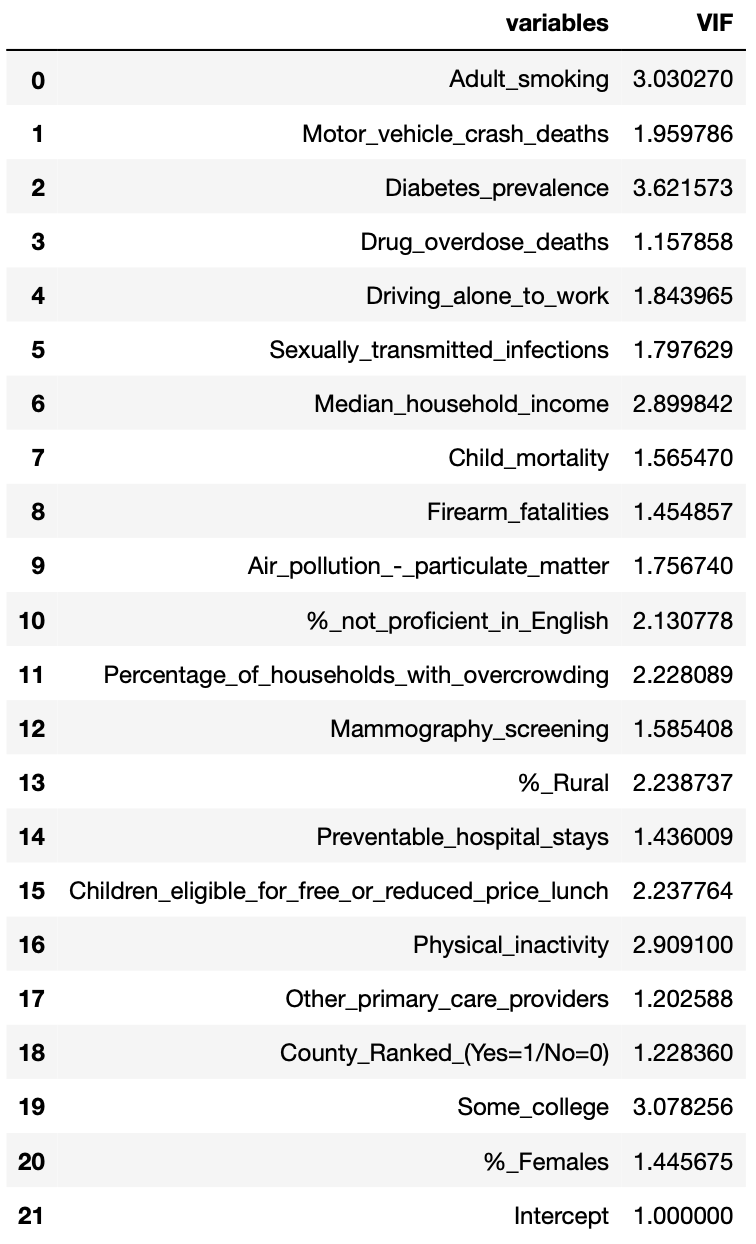 variables VIF
0 Adult_smoking 3.030270
1 Motor_vehicle_crash_deaths 1.959786
2 Diabetes_prevalence 3.621573
3 Drug_overdose_deaths 1.157858
4 Driving_alone_to_work 1.843965
5 Sexually_transmitted_infections 1.797629
6 Median_household_income 2.899842
7 Child_mortality 1.565470
8 Firearm_fatalities 1.454857
9 Air_pollution_-_particulate_matter 1.756740
10 %_not_proficient_in_English 2.130778
11 Percentage_of_households_with_overcrowding 2.228089
12 Mammography_screening 1.585408
13 %_Rural 2.238737
14 Preventable_hospital_stays 1.436009
15 Children_eligible_for_free_or_reduced_price_lunch 2.237764
16 Physical_inactivity 2.909100
17 Other_primary_care_providers 1.202588
18 County_Ranked_(Yes=1/No=0) 1.228360
19 Some_college 3.078256
20 %_Females 1.445675
21 Intercept 1.000000